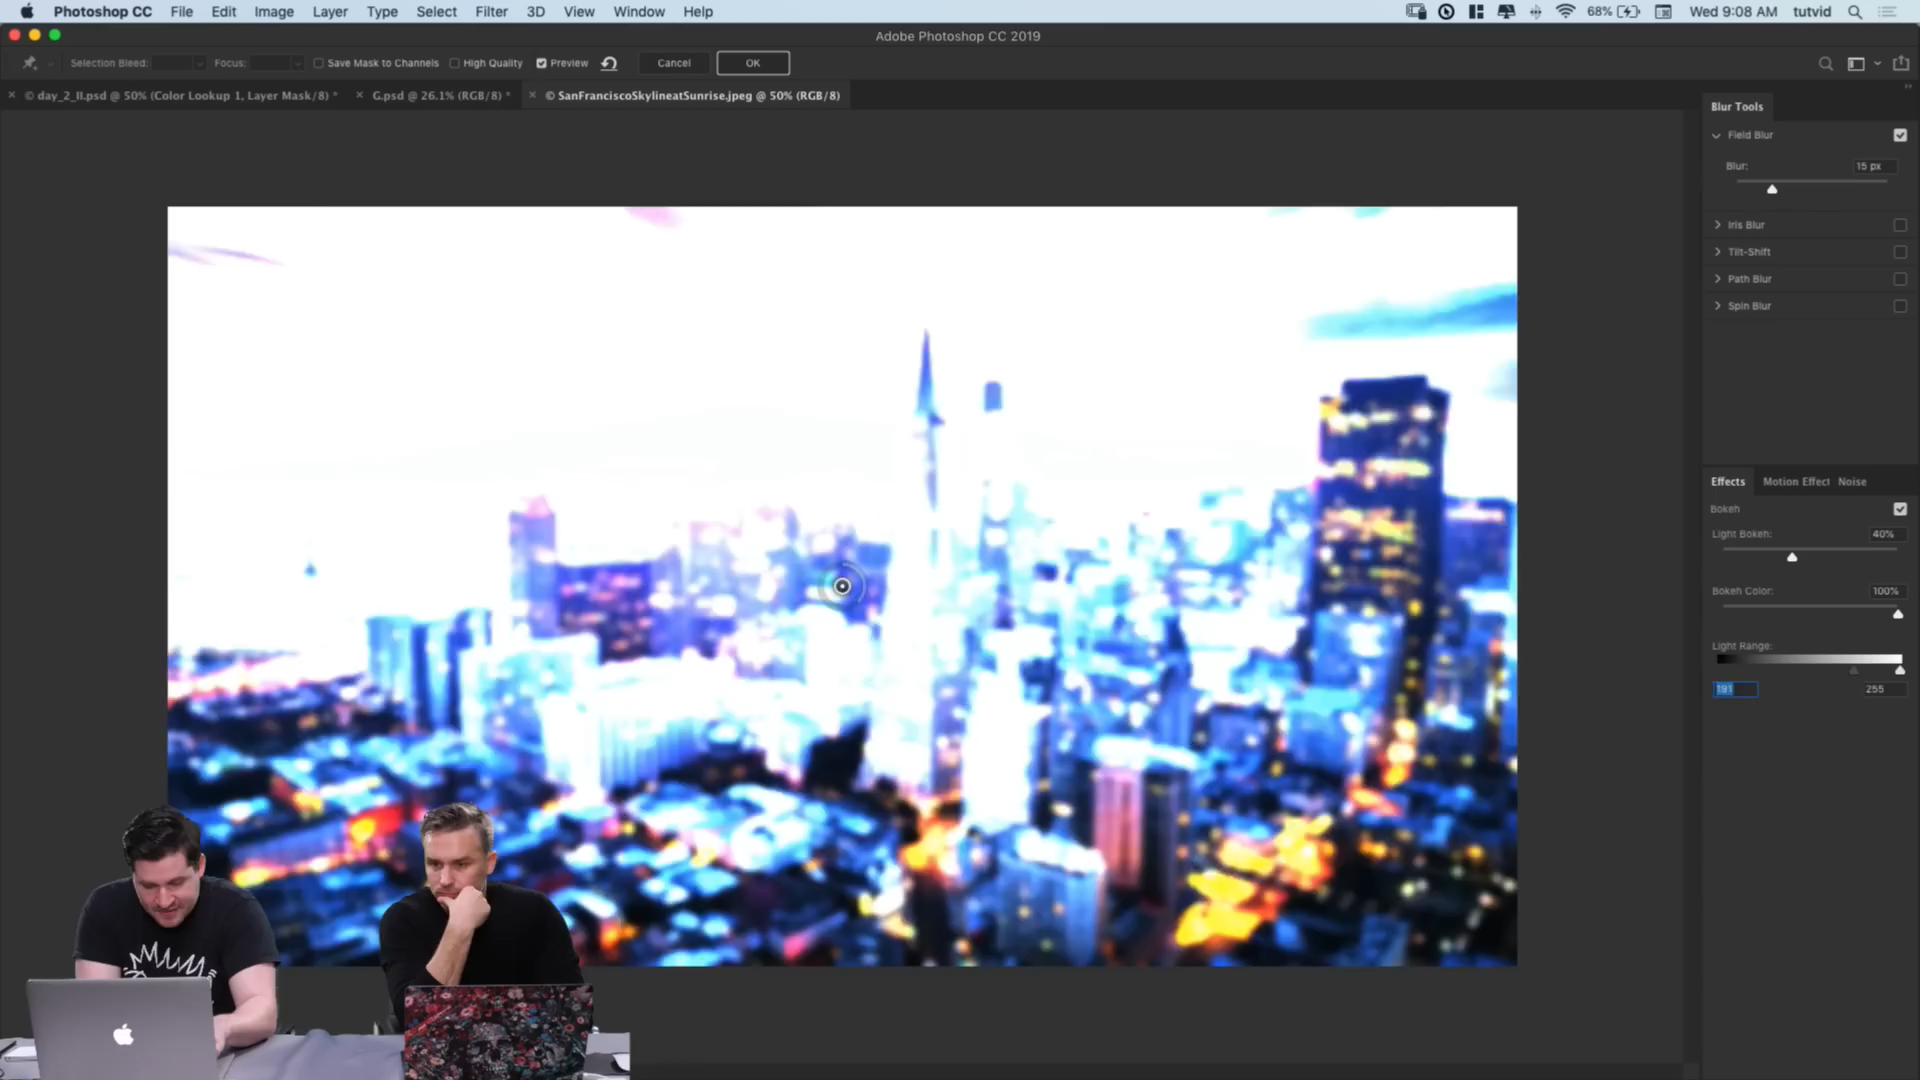 Photoshop CC File Edit Image Layer Type Select Filter 3D View Window Help 68% Wed 9:08 AM tutvid
Adobe Photoshop CC 2019
Selection Bleed: Focus: Save Mask to Channels High Quality Preview Cancel OK
© day_2_II.psd @ 50% (Color Lookup 1, Layer Mask/8) * G.psd @ 26.1% (RGB/8) * © SanFranciscoSkylineatSunrise.jpeg @ 50% (RGB/8)
Blur Tools
Field Blur
Blur: 15 px
Iris Blur
Tilt-Shift
Path Blur
Spin Blur
Effects Motion Effect Noise
Bokeh
Light Bokeh: 40%
Bokeh Color: 100%
Light Range:
191 255